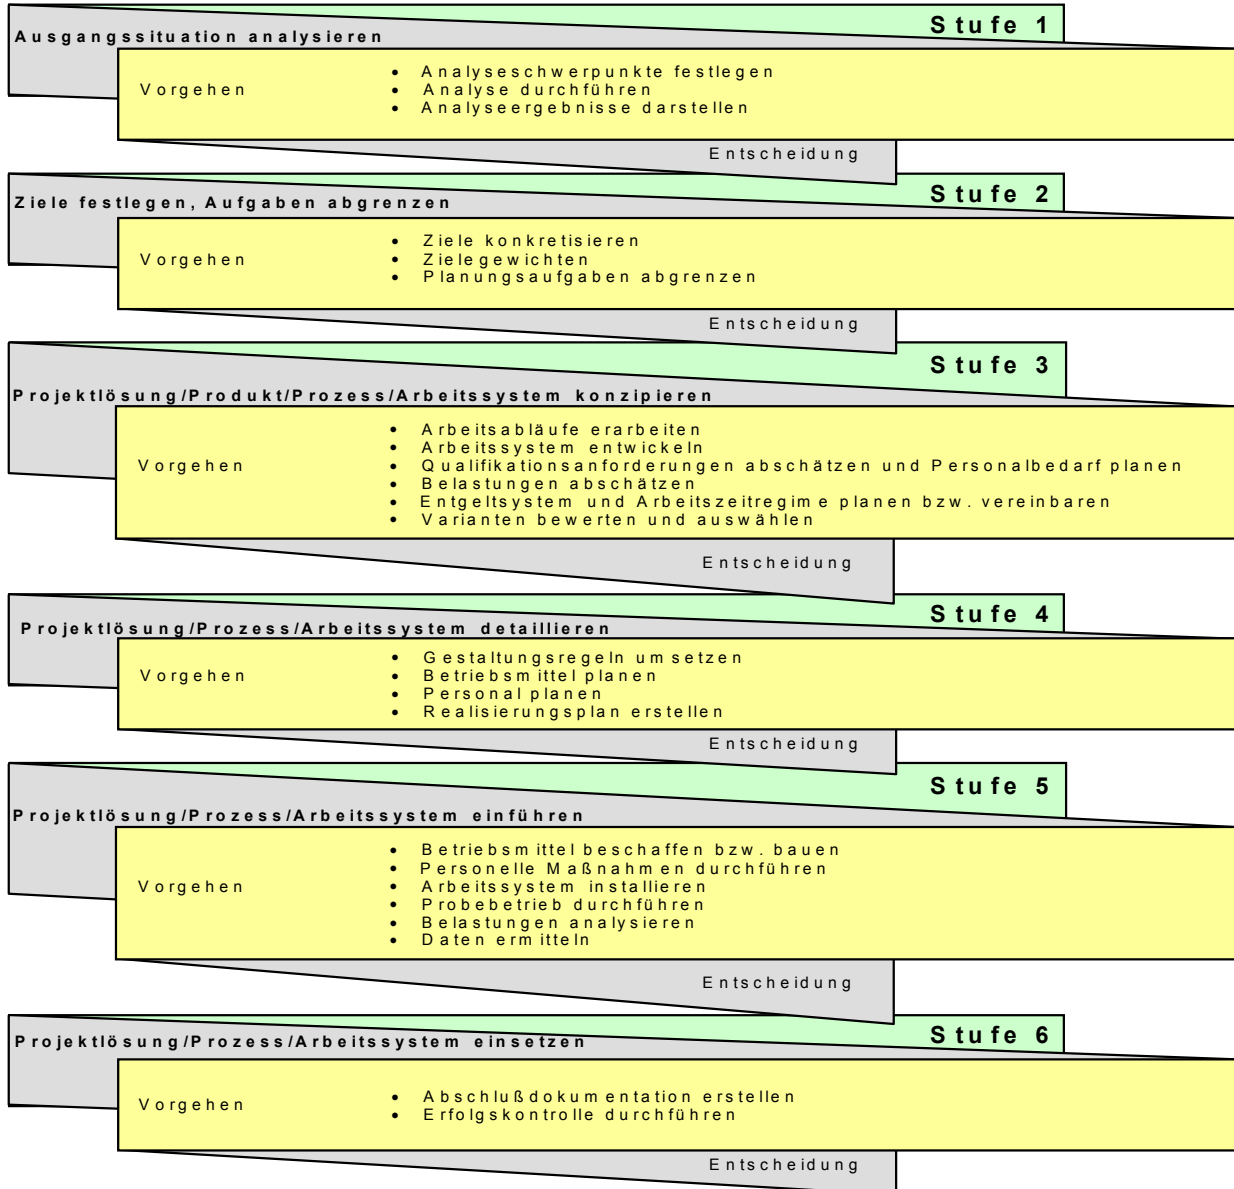 Stufe 1
Ausgangssituation analysieren
Vorgehen
• Analyseschwerpunkte festlegen
• Analyse durchführen
• Analyseergebnisse darstellen
Entscheidung
Stufe 2
Ziele festlegen, Aufgaben abgrenzen
Vorgehen
• Ziele konkretisieren
• Ziele gewichten
• Planungsaufgaben abgrenzen
Entscheidung
Stufe 3
Projektlösung/Produkt/Prozess/Arbeitssystem konzipieren
Vorgehen
• Arbeitsabläufe erarbeiten
• Arbeitssystem entwickeln
• Qualifikationsanforderungen abschätzen und Personalbedarf planen
• Belastungen abschätzen
• Entgeltsystem und Arbeitszeitregime planen bzw. vereinbaren
• Varianten bewerten und auswählen
Entscheidung
Stufe 4
Projektlösung/Prozess/Arbeitssystem detaillieren
Vorgehen
• Gestaltungsregeln umsetzen
• Betriebsmittel planen
• Personal planen
• Realisierungsplan erstellen
Entscheidung
Stufe 5
Projektlösung/Prozess/Arbeitssystem einführen
Vorgehen
• Betriebsmittel beschaffen bzw. bauen
• Personelle Maßnahmen durchführen
• Arbeitssystem installieren
• Probebetrieb durchführen
• Belastungen analysieren
• Daten ermitteln
Entscheidung
Stufe 6
Projektlösung/Prozess/Arbeitssystem einsetzen
Vorgehen
• Abschlußdokumentation erstellen
• Erfolgskontrolle durchführen
Entscheidung